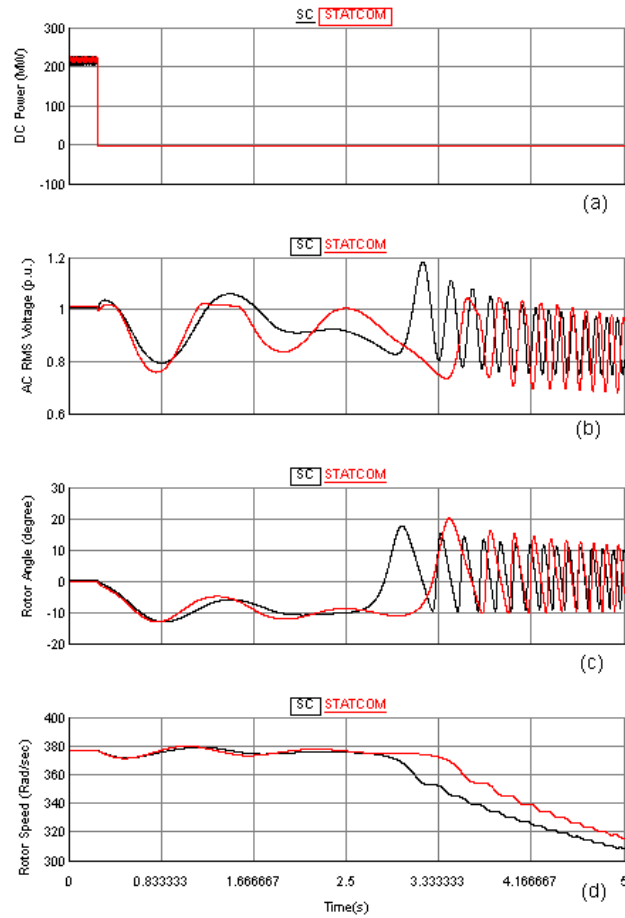 SC STATCOM
DC Power (MW)
300
200
100
0
-100
(a)
SC STATCOM
AC RMS Voltage (p.u.)
1.2
1
0.8
0.6
(b)
SC STATCOM
Rotor Angle (degree)
30
20
10
0
-10
-20
(c)
SC STATCOM
Rotor Speed (Rad/sec)
400
380
360
340
320
300
(d)
0 0.833333 1.666667 2.5 3.333333 4.166667 5
Time(s)